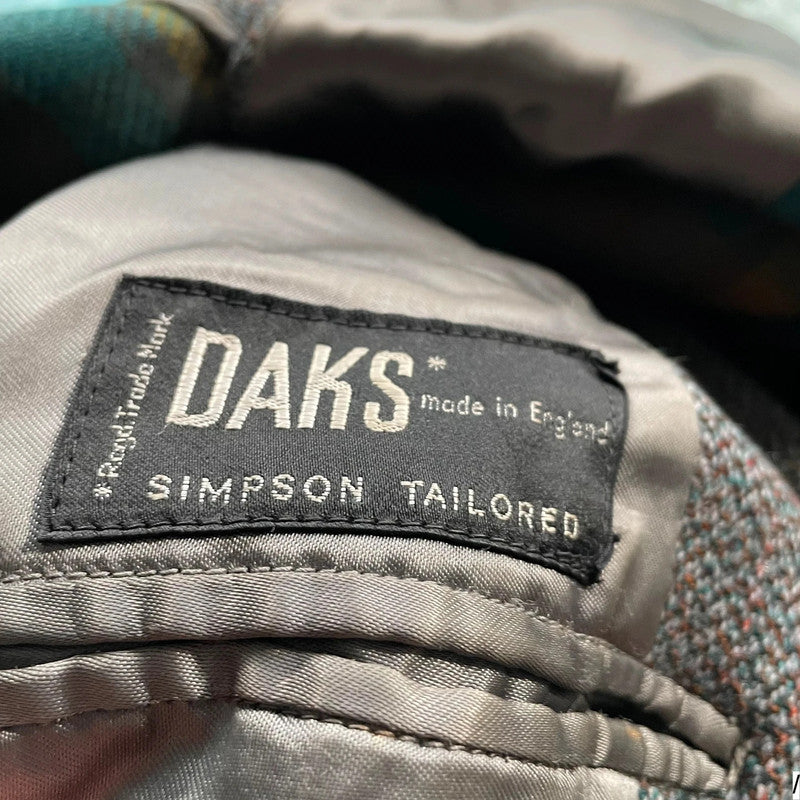 DAKS*
made in England
SIMPSON TAILORED
*Regd. Trade Mark